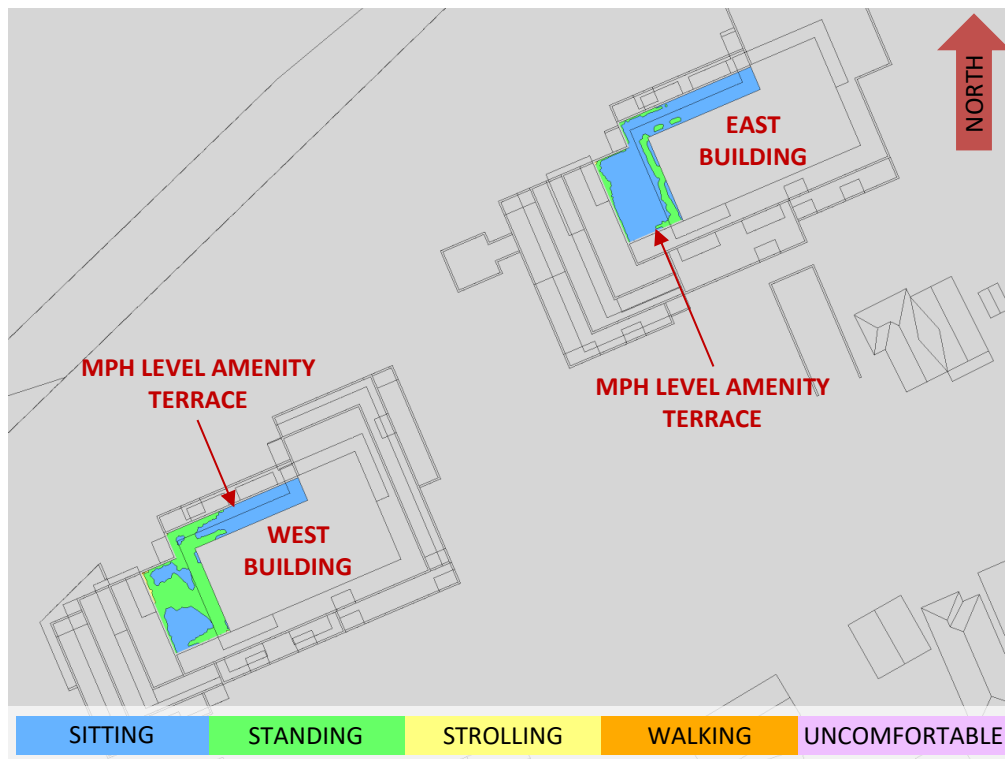 NORTH
EAST
BUILDING
MPH LEVEL AMENITY
TERRACE
MPH LEVEL AMENITY
TERRACE
WEST
BUILDING
SITTING
STANDING
STROLLING
WALKING
UNCOMFORTABLE